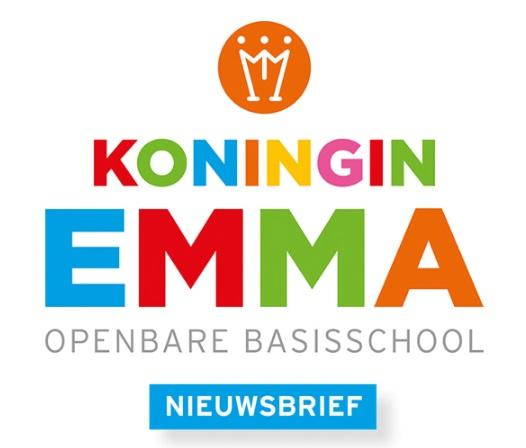 KONINGIN
EMMA
OPENBARE BASISSCHOOL
NIEUWSBRIEF